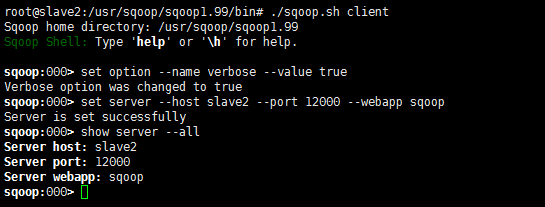 root@slave2:/usr/sqoop/sqoop1.99/bin# ./sqoop.sh client
Sqoop home directory: /usr/sqoop/sqoop1.99
Sqoop Shell: Type 'help' or '\h' for help.
sqoop:000> set option --name verbose --value true
Verbose option was changed to true
sqoop:000> set server --host slave2 --port 12000 --webapp sqoop
Server is set successfully
sqoop:000> show server --all
Server host: slave2
Server port: 12000
Server webapp: sqoop
sqoop:000>